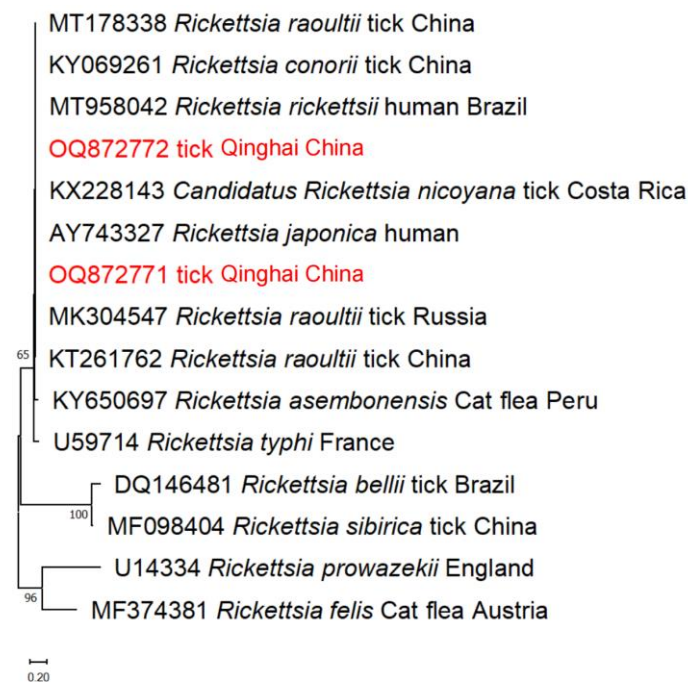 MT178338 Rickettsia raoultii tick China
KY069261 Rickettsia conorii tick China
MT958042 Rickettsia rickettsii human Brazil
OQ872772 tick Qinghai China
KX228143 Candidatus Rickettsia nicoyana tick Costa Rica
AY743327 Rickettsia japonica human
OQ872771 tick Qinghai China
MK304547 Rickettsia raoultii tick Russia
65
KT261762 Rickettsia raoultii tick China
KY650697 Rickettsia asembonensis Cat flea Peru
U59714 Rickettsia typhi France
DQ146481 Rickettsia bellii tick Brazil
100
MF098404 Rickettsia sibirica tick China
U14334 Rickettsia prowazekii England
96
MF374381 Rickettsia felis Cat flea Austria
0.20